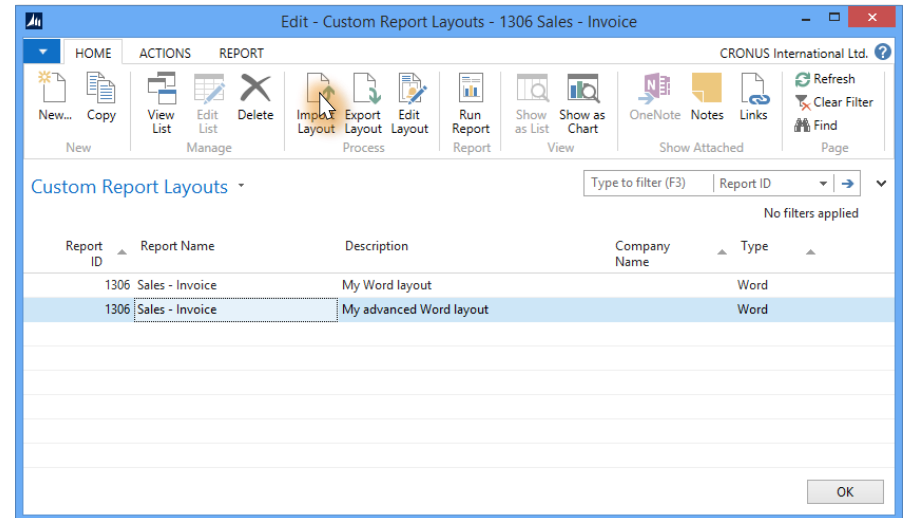 Edit - Custom Report Layouts - 1306 Sales - Invoice
HOME ACTIONS REPORT CRONUS International Ltd. ?
New... Copy View List Edit List Delete Import Layout Export Layout Edit Layout Run Report Show as List Show as Chart OneNote Notes Links Refresh
Clear Filter
Find
New Manage Process Report View Show Attached Page
Custom Report Layouts Type to filter (F3) Report ID
No filters applied
Report ID Report Name Description Company Name Type
1306 Sales - Invoice My Word layout Word
1306 Sales - Invoice My advanced Word layout Word
OK